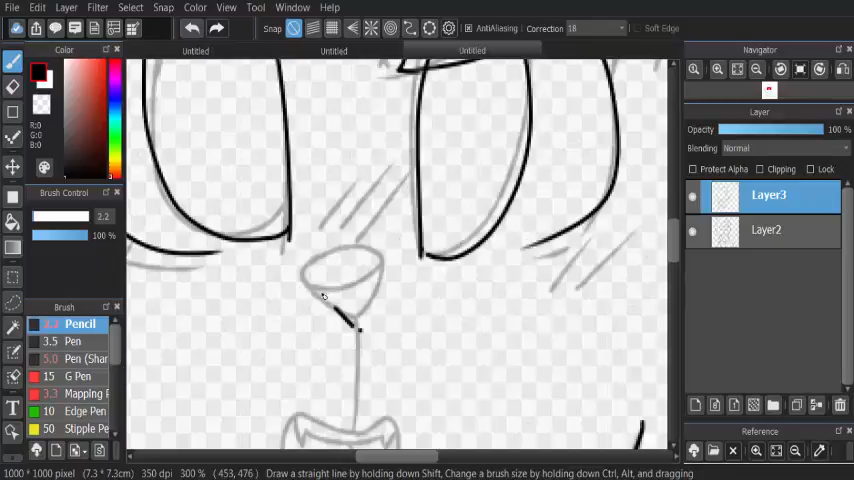 File Edit Layer Filter Select Snap Color View Tool Window Help
Snap AntiAliasing Correction 18 Soft Edge
Color Untitled Untitled Untitled Navigator
R:0
G:0
B:0
Brush Control
2.2
100 %
Brush
2.2 Pencil
3.5 Pen
5.0 Pen (Shar
15 G Pen
3.3 Mapping P
10 Edge Pen
50 Stipple Pe
Layer
Opacity 100 %
Blending Normal
Protect Alpha Clipping Lock
Layer3
Layer2
Reference
1000 * 1000 pixel (7.3 * 7.3cm) 350 dpi 300 % ( 453, 476 ) Draw a straight line by holding down Shift, Change a brush size by holding down Ctrl, Alt, and dragging